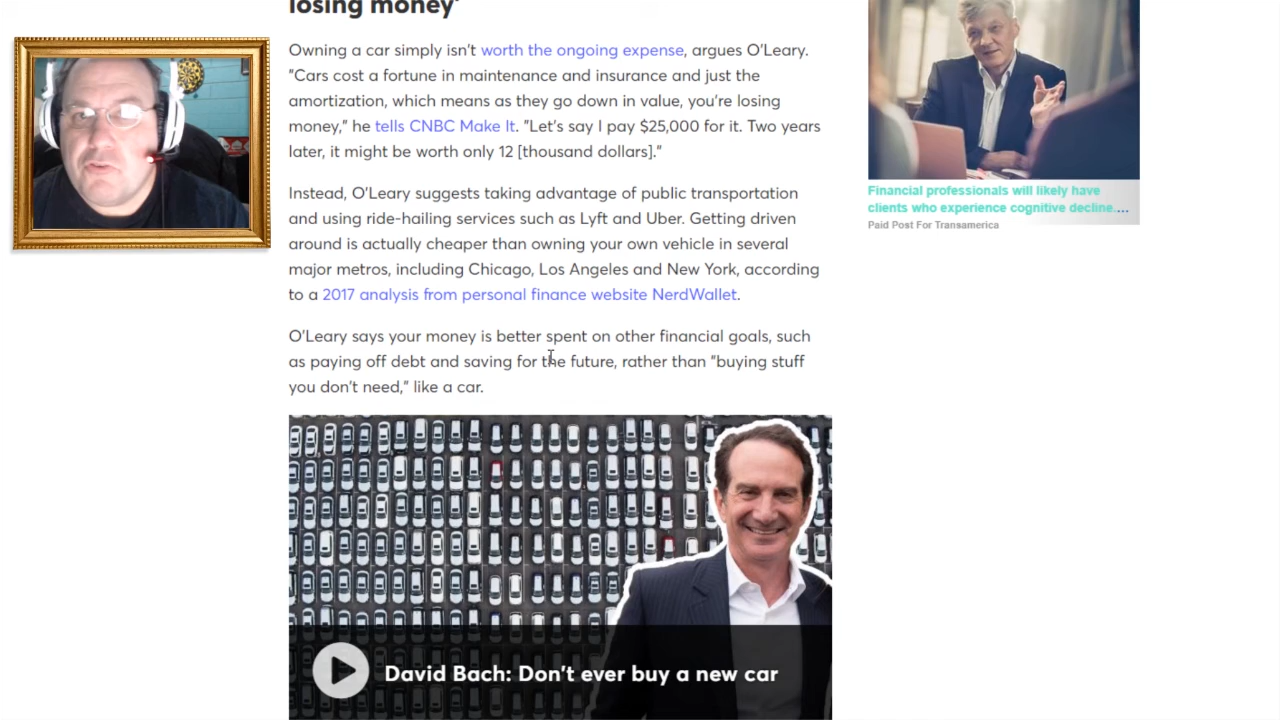 losing money'
Owning a car simply isn't worth the ongoing expense, argues O'Leary.
"Cars cost a fortune in maintenance and insurance and just the
amortization, which means as they go down in value, you're losing
money," he tells CNBC Make It. "Let's say I pay $25,000 for it. Two years
later, it might be worth only 12 [thousand dollars]."
Instead, O'Leary suggests taking advantage of public transportation
and using ride-hailing services such as Lyft and Uber. Getting driven
around is actually cheaper than owning your own vehicle in several
major metros, including Chicago, Los Angeles and New York, according
to a 2017 analysis from personal finance website NerdWallet.
O'Leary says your money is better spent on other financial goals, such
as paying off debt and saving for the future, rather than "buying stuff
you don't need," like a car.
David Bach: Don't ever buy a new car
Financial professionals will likely have
clients who experience cognitive decline....
Paid Post For Transamerica